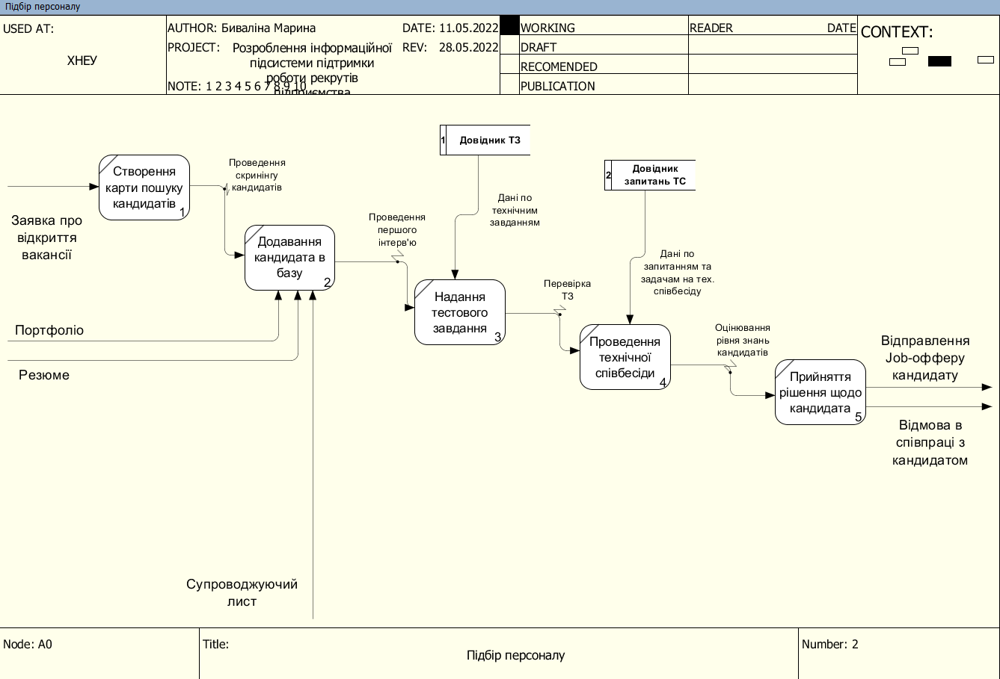 Підбір персоналу
USED AT:
ХНЕУ
AUTHOR: Биваліна Марина
DATE: 11.05.2022
PROJECT: Розроблення інформаційної
підсистеми підтримки
роботи рекрутів
підприємства
REV: 28.05.2022
NOTE: 1 2 3 4 5 6 7 8 9 10
WORKING
DRAFT
RECOMENDED
PUBLICATION
READER
DATE
CONTEXT:
1
Довідник ТЗ
2
Довідник
запитань ТС
Створення
карти пошуку
кандидатів
1
Проведення
скринінгу
кандидатів
Заявка про
відкриття
вакансії
Дані по
технічним
завданням
Проведення
першого
інтерв'ю
Додавання
кандидата в
базу
2
Дані по
запитанням та
задачам на тех.
співбесіду
Перевірка
ТЗ
Надання
тестового
завдання
3
Портфоліо
Резюме
Проведення
технічної
співбесіди
4
Оцінювання
рівня знань
кандидатів
Прийняття
рішення щодо
кандидата
5
Відправлення
Job-офферу
кандидату
Відмова в
співпраці з
кандидатом
Супроводжуючий
лист
Node: A0
Title:
Підбір персоналу
Number: 2